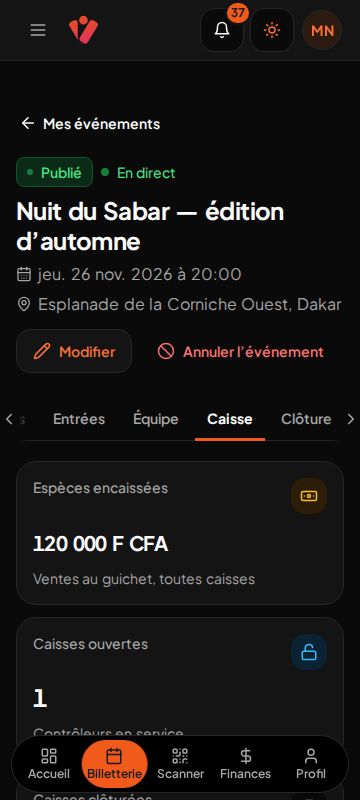 37
MN
Mes événements
Publié
En direct
Nuit du Sabar — édition
d’automne
jeu. 26 nov. 2026 à 20:00
Esplanade de la Corniche Ouest, Dakar
Modifier
Annuler l’événement
s Entrées Équipe Caisse Clôture
Espèces encaissées
120 000 F CFA
Ventes au guichet, toutes caisses
Caisses ouvertes
1
Contrôleurs en service
Accueil Billetterie Scanner Finances Profil
Caisses clôturées